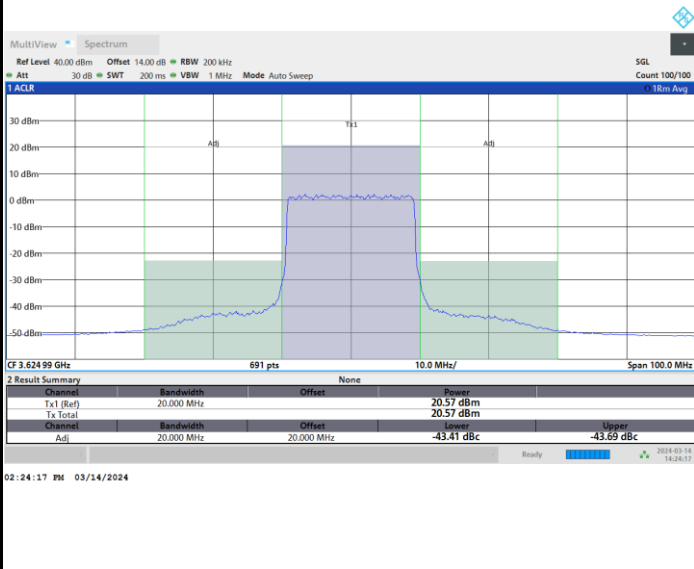 MultiView Spectrum
Ref Level 40.00 dBm Offset 14.00 dB RBW 200 kHz SGL
Att 30 dB SWT 200 ms VBW 1 MHz Mode Auto Sweep Count 100/100
1 ACLR 1Rm Avg
30 dBm
Tx1
20 dBm
Adj Adj
10 dBm
0 dBm
-10 dBm
-20 dBm
-30 dBm
-40 dBm
-50 dBm
CF 3.62499 GHz 691 pts 10.0 MHz/ Span 100.0 MHz
2 Result Summary None
Channel Bandwidth Offset Power
Tx1 (Ref) 20.000 MHz 20.57 dBm
Tx Total 20.57 dBm
Channel Bandwidth Offset Lower Upper
Adj 20.000 MHz 20.000 MHz -43.41 dBc -43.69 dBc
Ready 2024-03-14
14:24:17
02:24:17 PM 03/14/2024